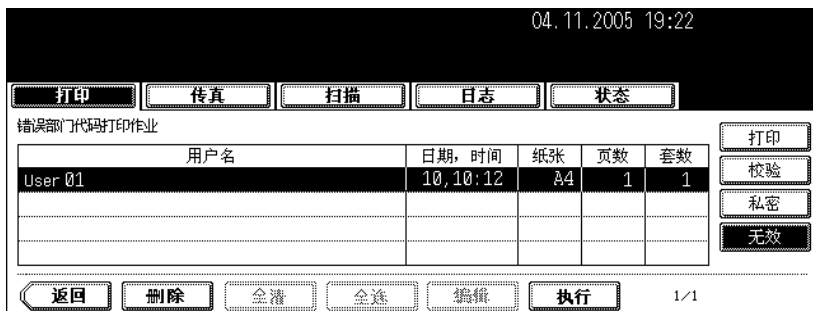 04.11.2005 19:22
打印 传真 扫描 日志 状态
错误部门代码打印作业
用户名 日期，时间 纸张 页数 套数
User 01 10,10:12 A4 1 1
打印
校验
私密
无效
返回 删除 全清 全选 编辑 执行 1/1